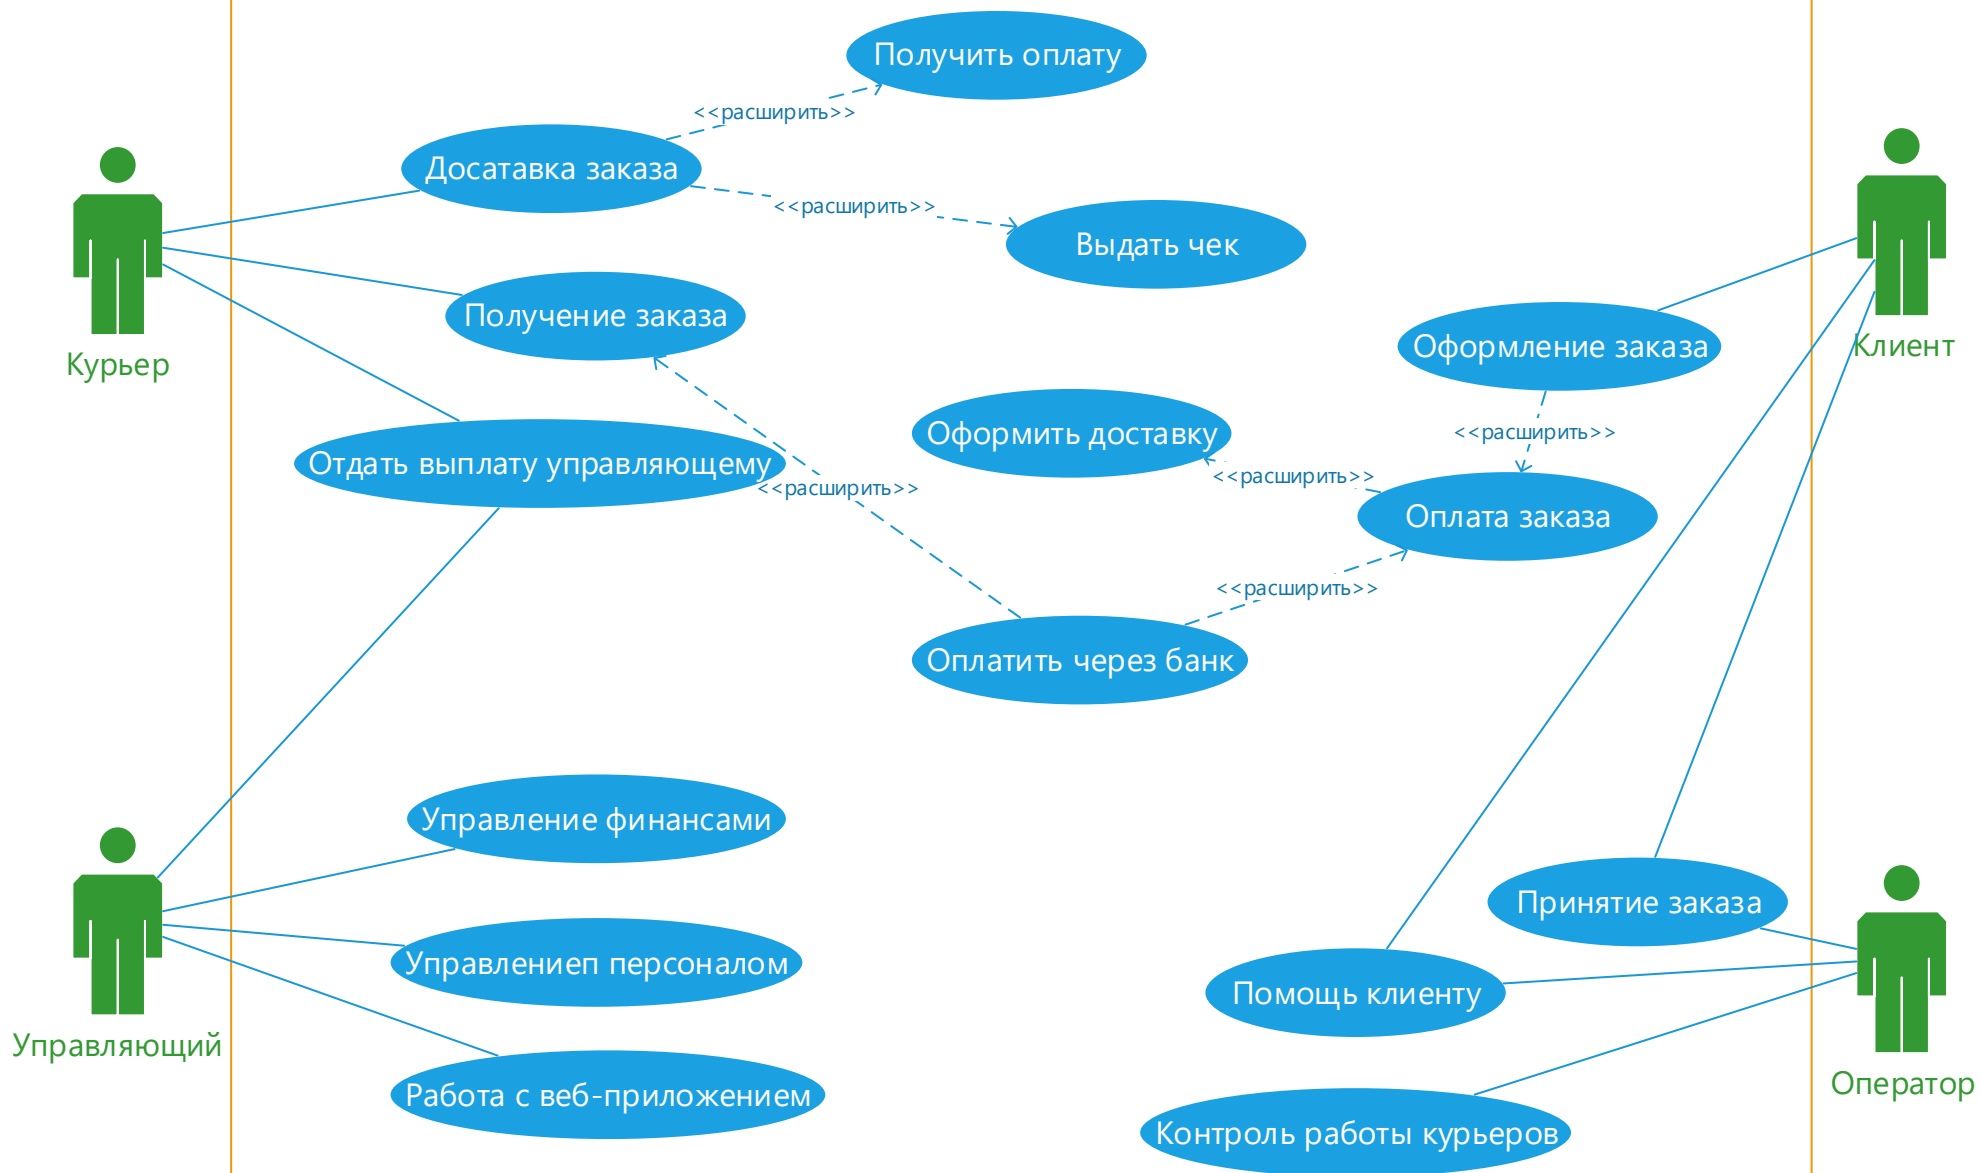 Получить оплату
<<расширить>>
Досатавка заказа
<<расширить>>
Выдать чек
Получение заказа
Оформление заказа
Клиент
Курьер
Оформить доставку
<<расширить>>
Отдать выплату управляющему
<<расширить>>
<<расширить>>
Оплата заказа
<<расширить>>
Оплатить через банк
Управление финансами
Принятие заказа
Управлениеп персоналом
Помощь клиенту
Управляющий
Оператор
Работа с веб-приложением
Контроль работы курьеров